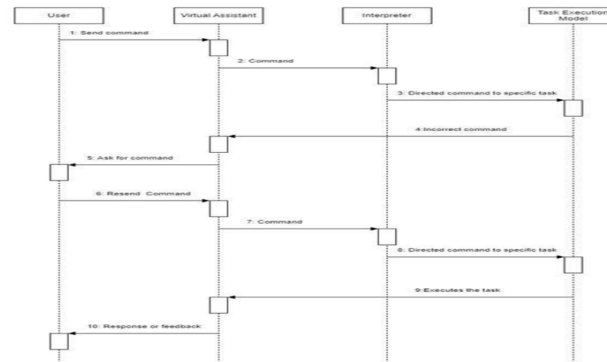 User
Virtual Assistant
Interpreter
Task Execution
Model
1: Send command
2: Command
3: Directed command to specific task
4:Incorrect command
5: Ask for command
6: Resend Command
7: Command
8: Directed command to specific task
9:Executes the task
10: Response or feedback